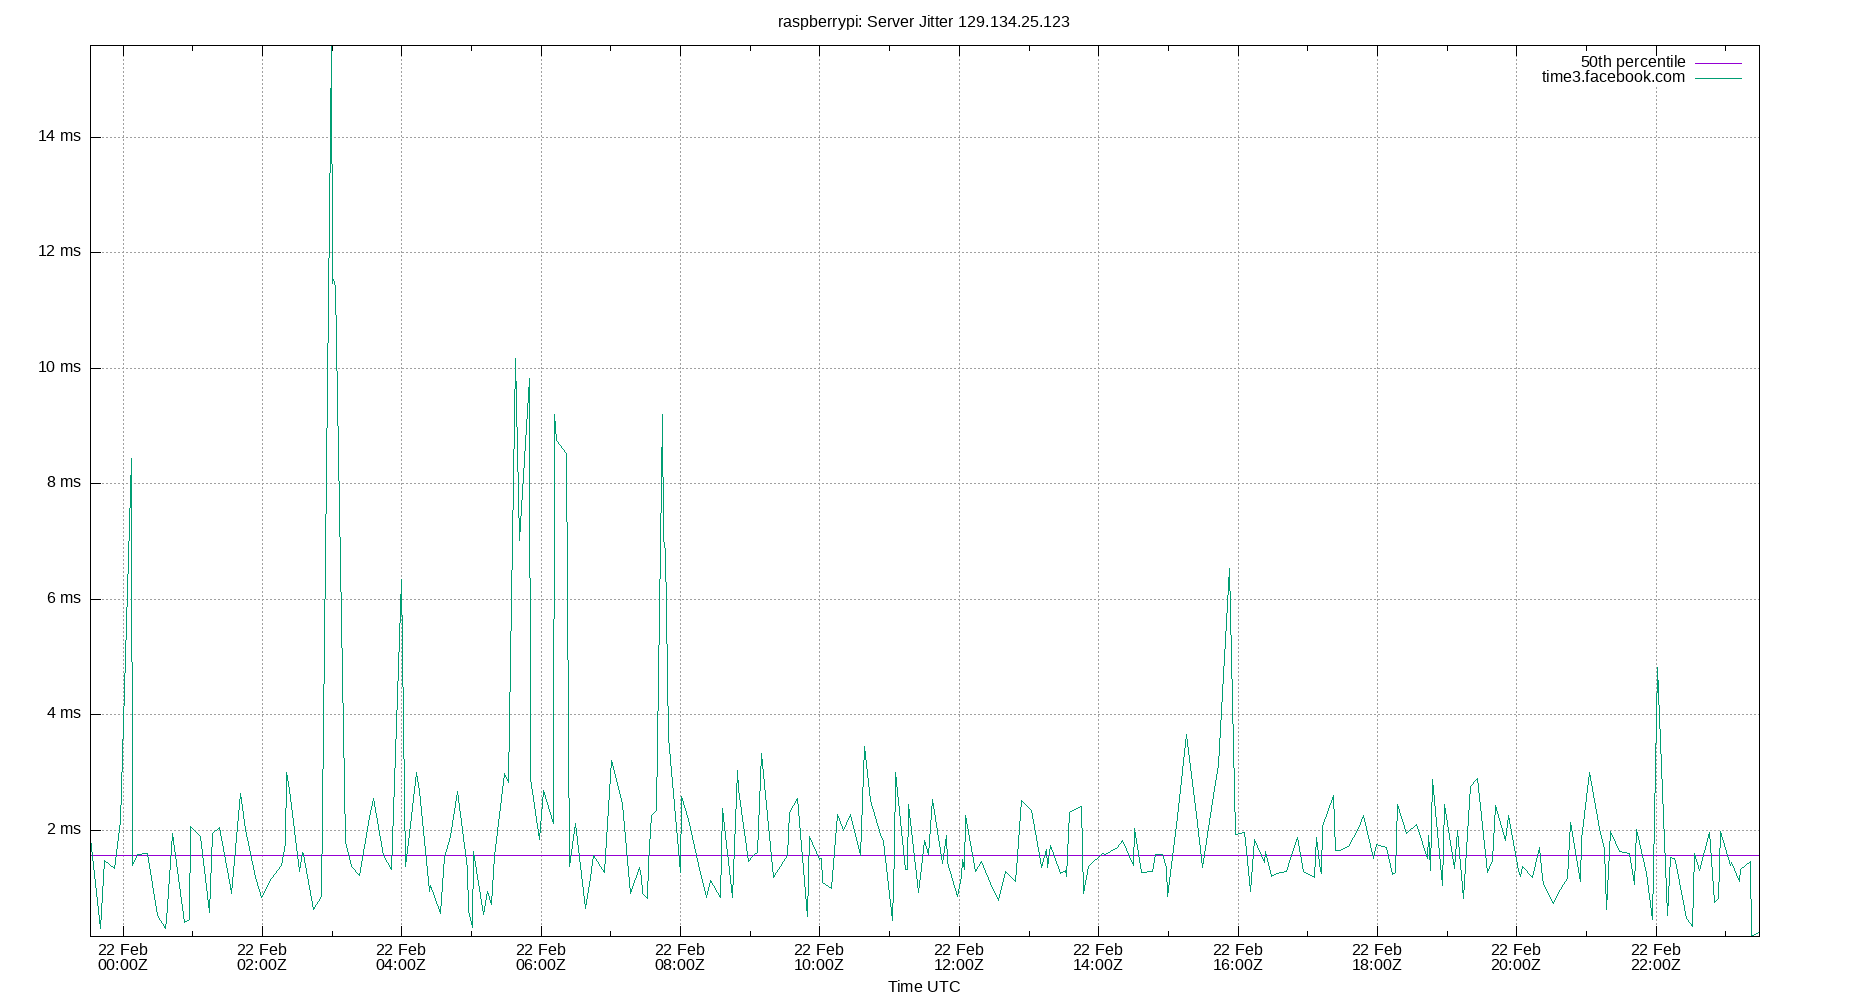 raspberrypi: Server Jitter 129.134.25.123
50th percentile
time3.facebook.com
14 ms
12 ms
10 ms
8 ms
6 ms
4 ms
2 ms
22 Feb 22 Feb 22 Feb 22 Feb 22 Feb 22 Feb 22 Feb 22 Feb 22 Feb 22 Feb 22 Feb 22 Feb
00:00Z 02:00Z 04:00Z 06:00Z 08:00Z 10:00Z 12:00Z 14:00Z 16:00Z 18:00Z 20:00Z 22:00Z
Time UTC